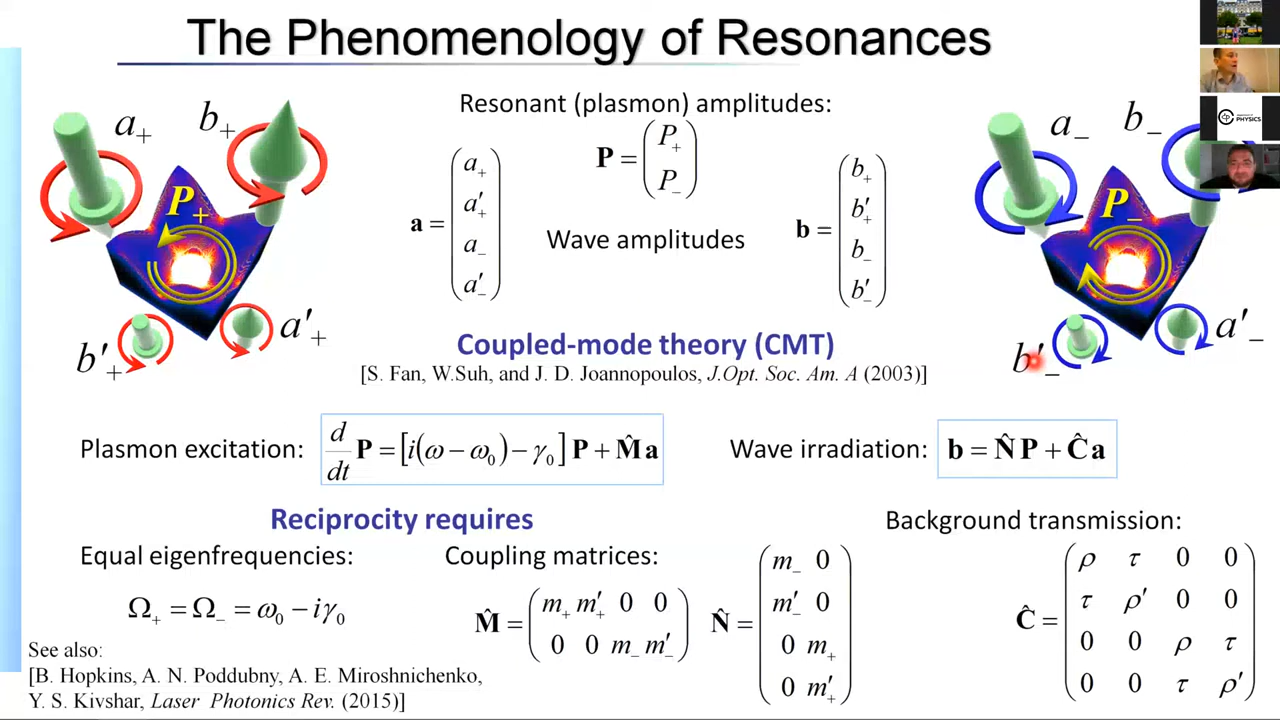 The Phenomenology of Resonances
a₊
b₊
P₊
b′₊
a′₊
Resonant (plasmon) amplitudes:
P = ( P₊ P₋ )
a = ( a₊ a′₊ a₋ a′₋ )
Wave amplitudes
b = ( b₊ b′₊ b₋ b′₋ )
a₋
b₋
P₋
b′₋
a′₋
PHYSICS
Coupled-mode theory (CMT)
[S. Fan, W.Suh, and J. D. Joannopoulos, J.Opt. Soc. Am. A (2003)]
Plasmon excitation: d/dt P = [i(ω − ω₀) − γ₀] P + M̂ a
Wave irradiation: b = N̂ P + Ĉ a
Reciprocity requires
Equal eigenfrequencies:
Ω₊ = Ω₋ = ω₀ − iγ₀
Coupling matrices:
M̂ = ( m₊ m′₊ 0 0
0 0 m₋ m′₋ )
N̂ = ( m₋ 0
m′₋ 0
0 m₊
0 m′₊ )
Background transmission:
Ĉ = ( ρ τ 0 0
τ ρ′ 0 0
0 0 ρ τ
0 0 τ ρ′ )
See also:
[B. Hopkins, A. N. Poddubny, A. E. Miroshnichenko,
Y. S. Kivshar, Laser Photonics Rev. (2015)]